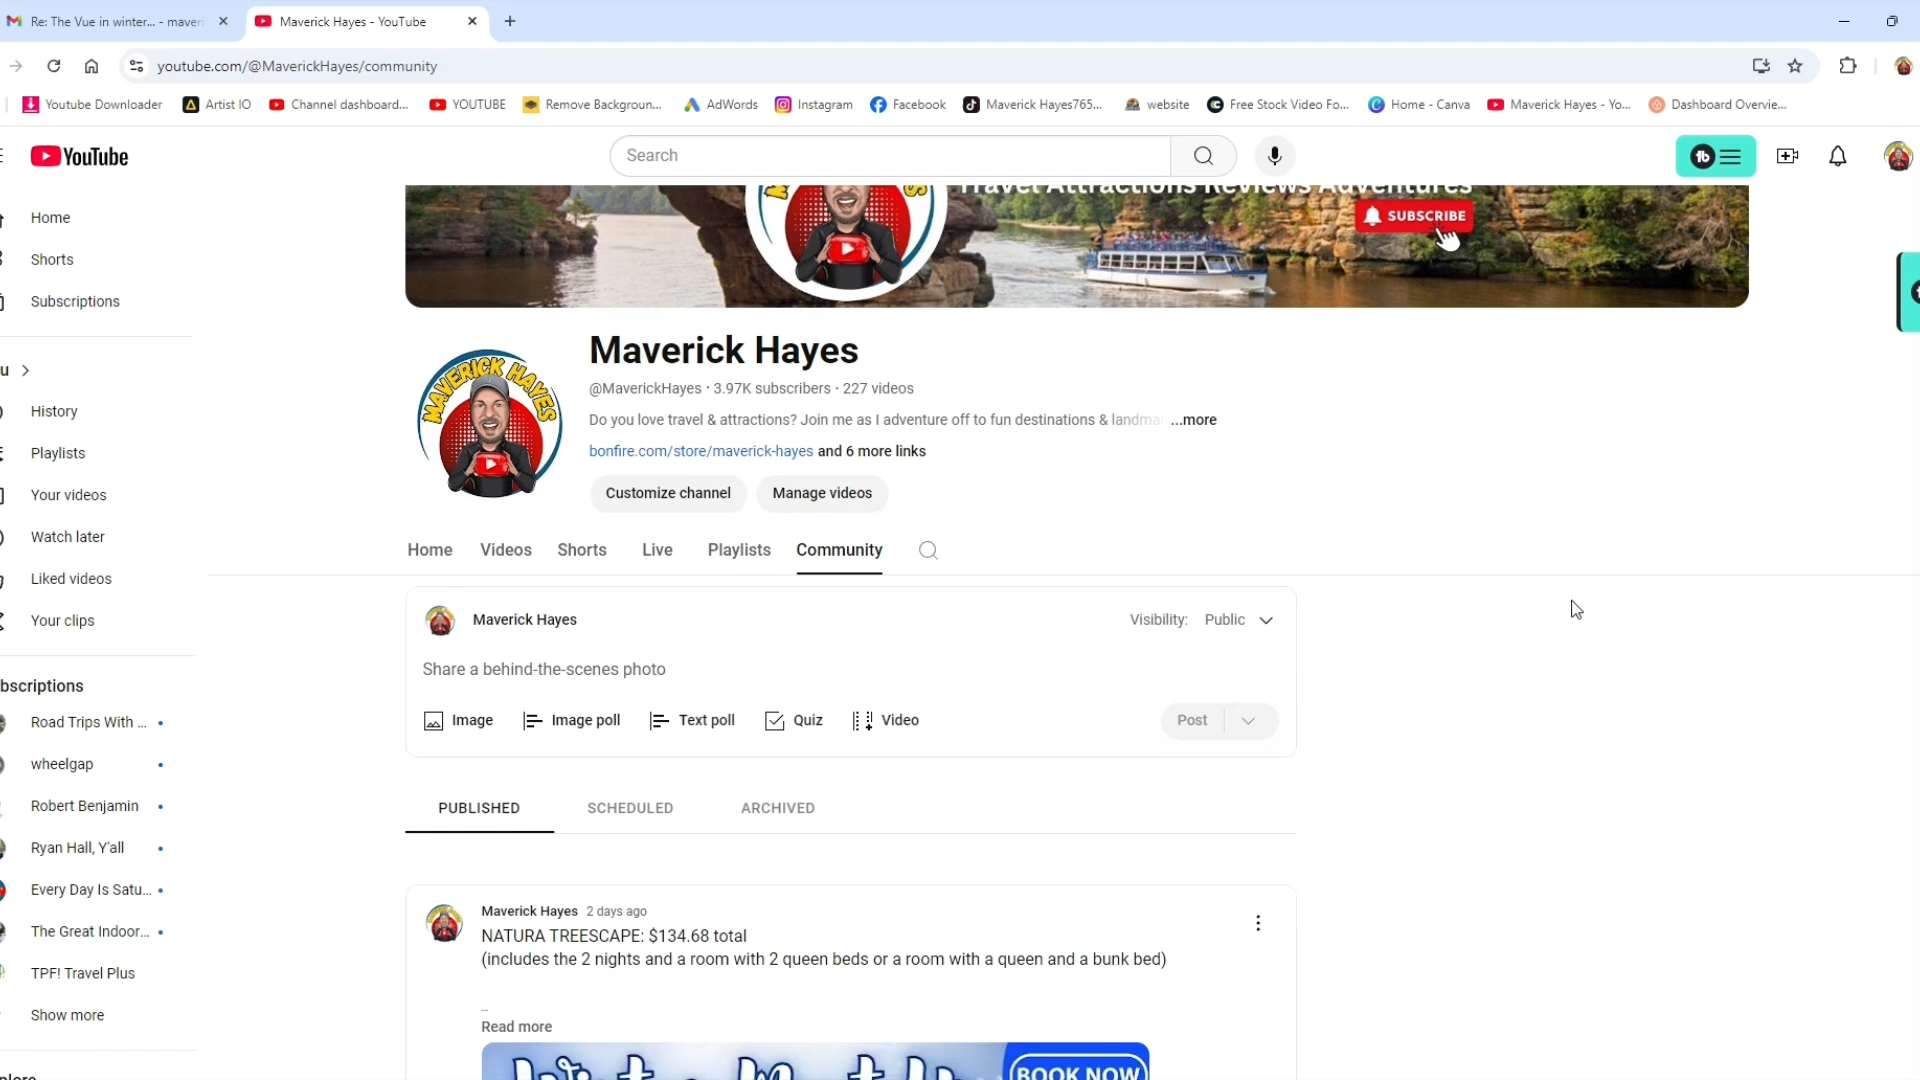 Re: The Vue in winter... - maver
Maverick Hayes - YouTube
youtube.com/@MaverickHayes/community
Youtube Downloader
Artist IO
Channel dashboard...
YOUTUBE
Remove Backgroun...
AdWords
Instagram
Facebook
Maverick Hayes765...
website
Free Stock Video Fo...
Home - Canva
Maverick Hayes - Yo...
Dashboard Overvie...
YouTube
Search
Travel Attractions Reviews Adventures
SUBSCRIBE
Home
Shorts
Subscriptions
u
History
Playlists
Your videos
Watch later
Liked videos
Your clips
bscriptions
Road Trips With ...
wheelgap
Robert Benjamin
Ryan Hall, Y'all
Every Day Is Satu...
The Great Indoor...
TPF! Travel Plus
Show more
plore
MAVERICK HAYES
Maverick Hayes
@MaverickHayes · 3.97K subscribers · 227 videos
Do you love travel & attractions? Join me as I adventure off to fun destinations & landma ...more
bonfire.com/store/maverick-hayes and 6 more links
Customize channel
Manage videos
Home
Videos
Shorts
Live
Playlists
Community
Maverick Hayes
Visibility: Public
Share a behind-the-scenes photo
Image
Image poll
Text poll
Quiz
Video
Post
PUBLISHED
SCHEDULED
ARCHIVED
Maverick Hayes 2 days ago
NATURA TREESCAPE: $134.68 total
(includes the 2 nights and a room with 2 queen beds or a room with a queen and a bunk bed)
Read more
BOOK NOW